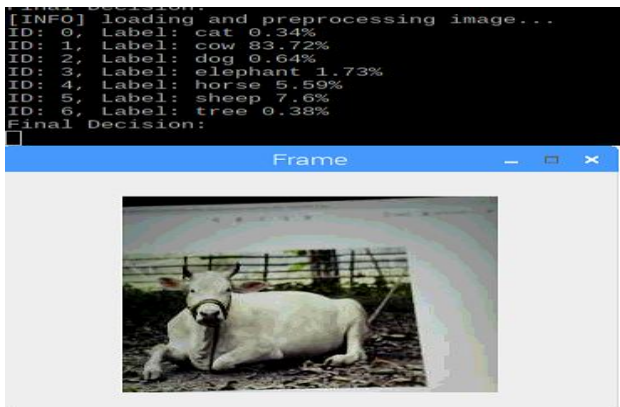 Final Decision:
[INFO] loading and preprocessing image...
ID: 0, Label: cat 0.34%
ID: 1, Label: cow 83.72%
ID: 2, Label: dog 0.64%
ID: 3, Label: elephant 1.73%
ID: 4, Label: horse 5.59%
ID: 5, Label: sheep 7.6%
ID: 6, Label: tree 0.38%
Final Decision:
Frame